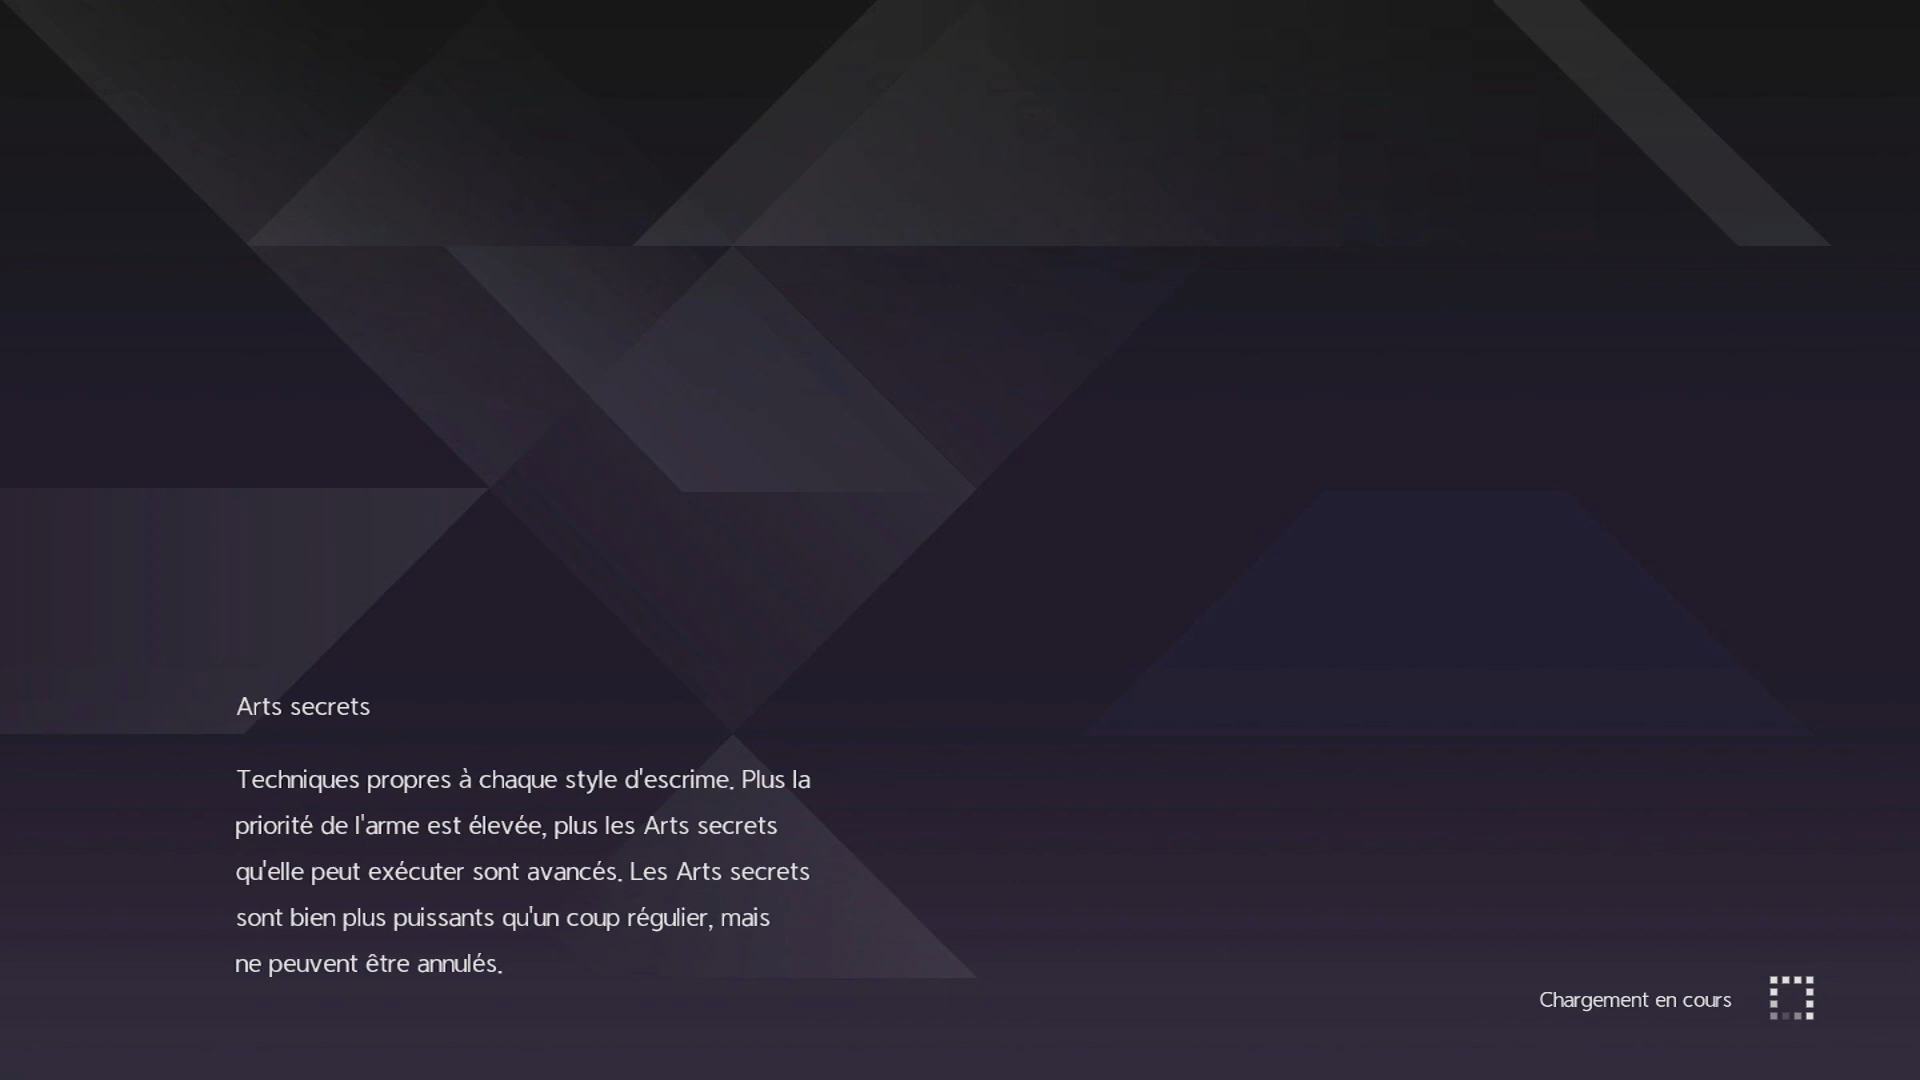 Arts secrets
Techniques propres à chaque style d'escrime. Plus la
priorité de l'arme est élevée, plus les Arts secrets
qu'elle peut exécuter sont avancés. Les Arts secrets
sont bien plus puissants qu'un coup régulier, mais
ne peuvent être annulés.
Chargement en cours